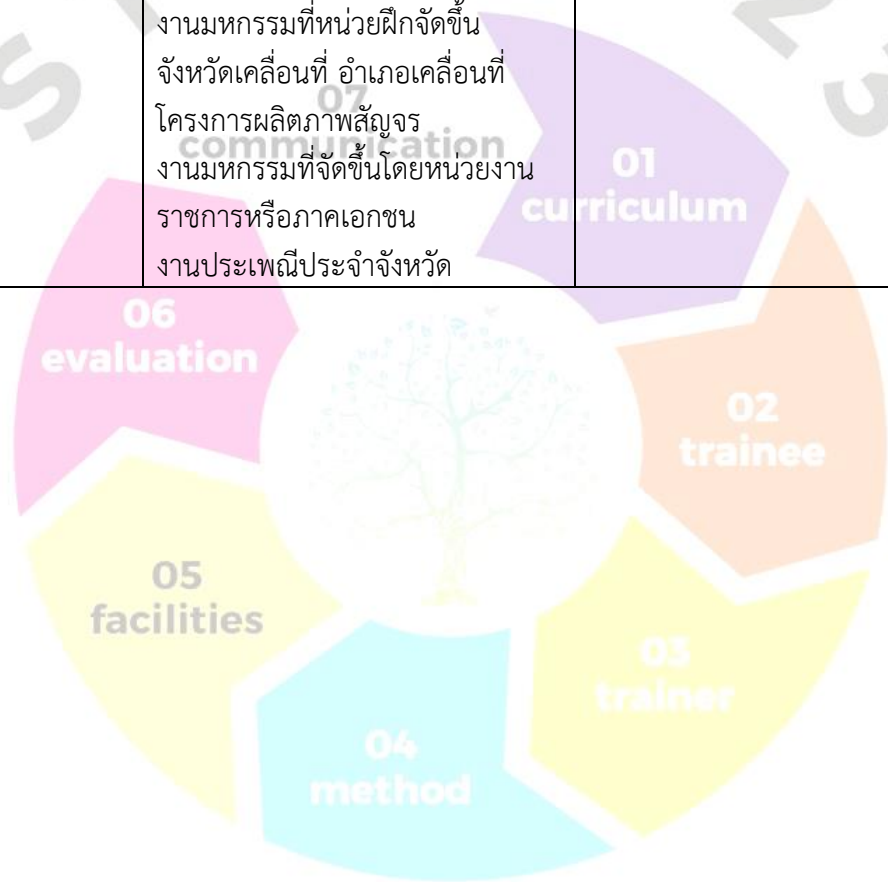 งานมหกรรมที่หน่วยฝึกจัดขึ้น
จังหวัดเคลื่อนที่ อำเภอเคลื่อนที่
โครงการผลิตภาพสัญจร
งานมหกรรมที่จัดขึ้นโดยหน่วยงาน
ราชการหรือภาคเอกชน
งานประเพณีประจำจังหวัด
07
communication
01
curriculum
02
trainee
03
trainer
04
method
05
facilities
06
evaluation
S
2
3